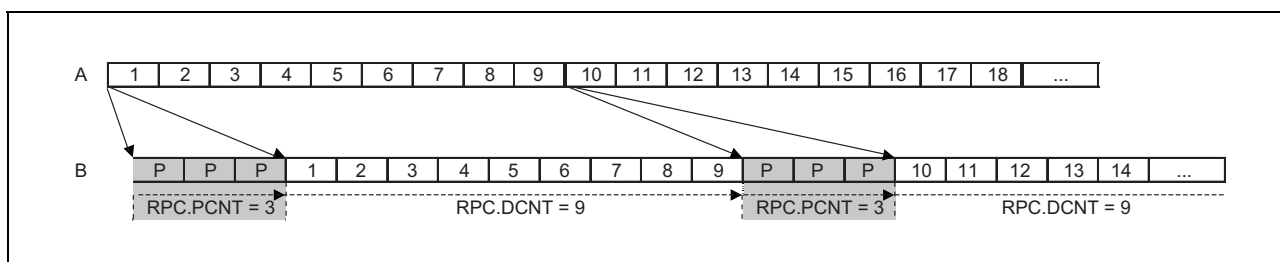 A 1 2 3 4 5 6 7 8 9 10 11 12 13 14 15 16 17 18 ...
B P P P 1 2 3 4 5 6 7 8 9 P P P 10 11 12 13 14 ...
RPC.PCNT = 3 RPC.DCNT = 9 RPC.PCNT = 3 RPC.DCNT = 9